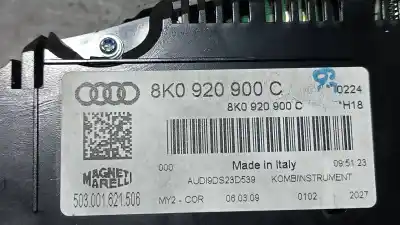 8K0 920 900 C 0224
8K0 920 900 C H18
000 Made in Italy 09:51:23
MAGNETI
MARELLI
AUDI9DS23D539 KOMBIINSTRUMENT
503.001.621.506 MY2 - COR 06.03.09 0102 2027